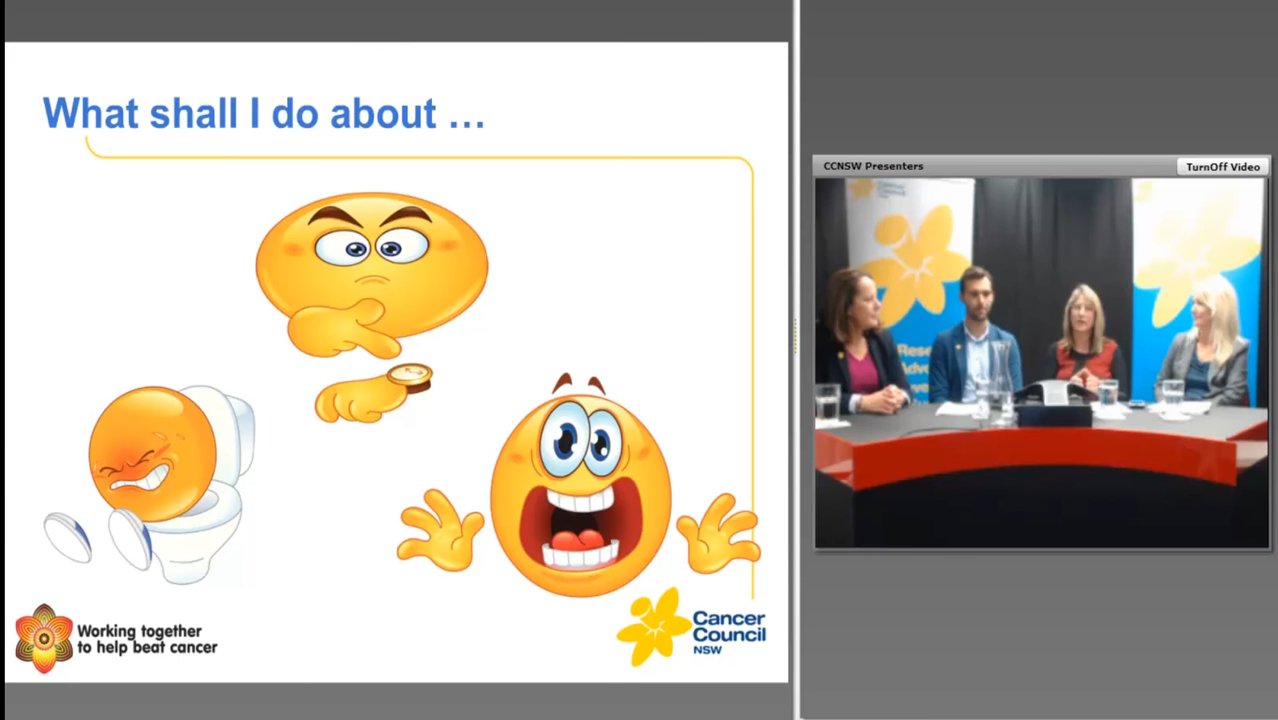 What shall I do about ...
Working together
to help beat cancer
Cancer
Council
NSW
CCNSW Presenters
TurnOff Video